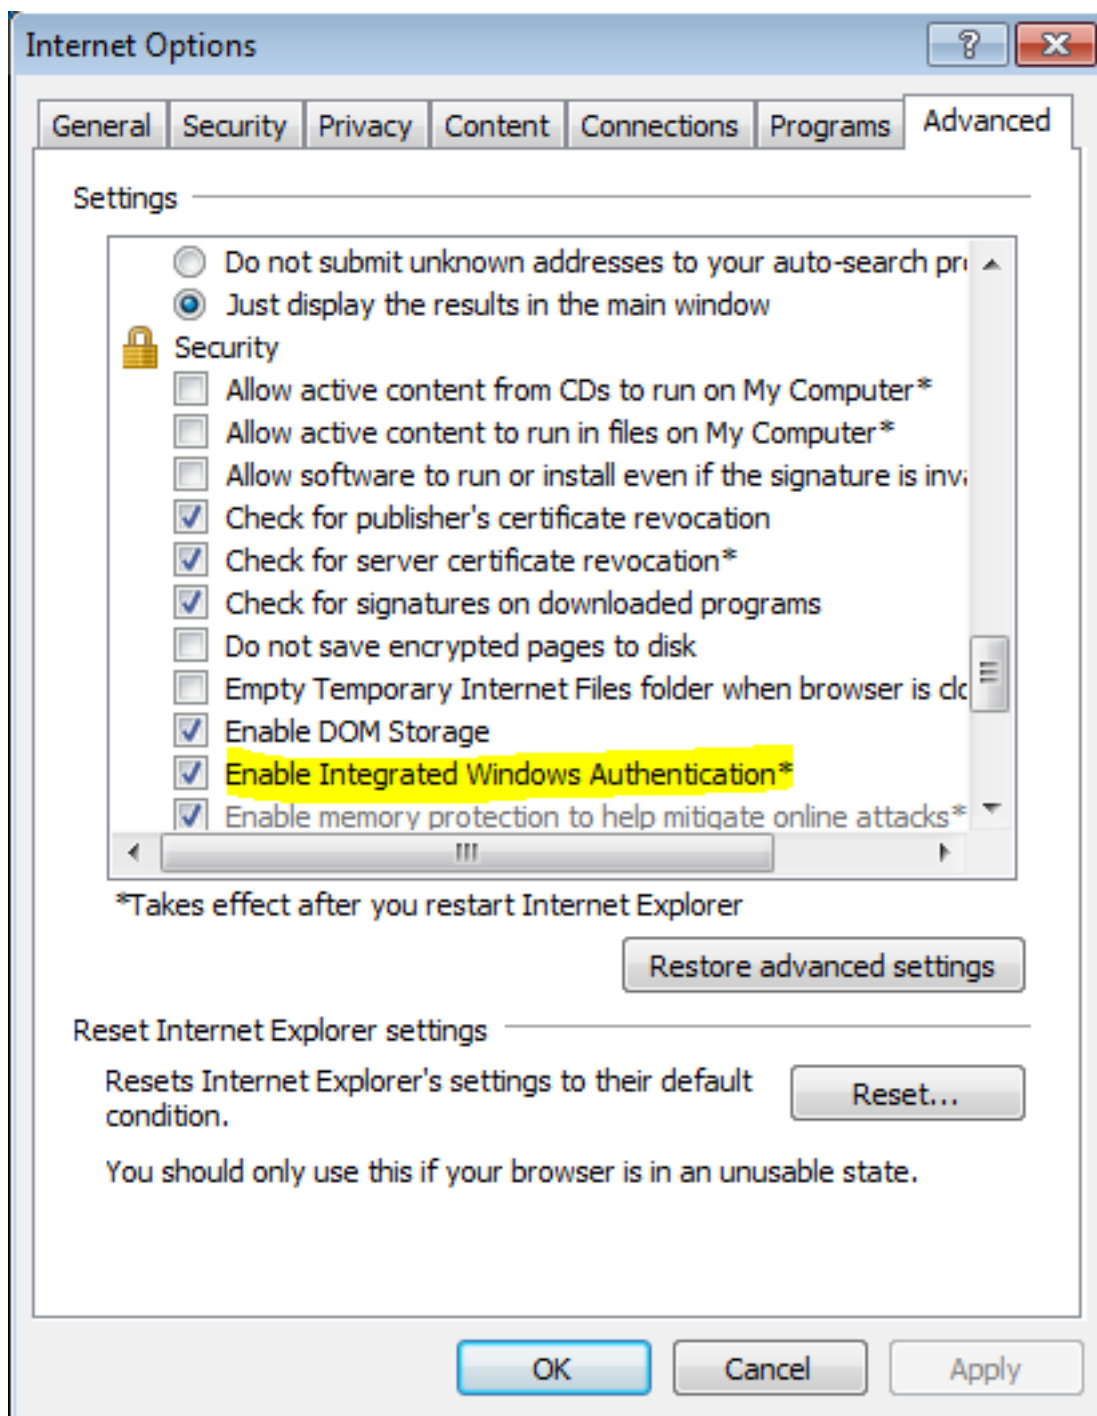 Internet Options
General Security Privacy Content Connections Programs Advanced
Settings
Do not submit unknown addresses to your auto-search
Just display the results in the main window
Security
Allow active content from CDs to run on My Computer*
Allow active content to run in files on My Computer*
Allow software to run or install even if the signature is
Check for publisher's certificate revocation
Check for server certificate revocation*
Check for signatures on downloaded programs
Do not save encrypted pages to disk
Empty Temporary Internet Files folder when browser is
Enable DOM Storage
Enable Integrated Windows Authentication*
Enable memory protection to help mitigate online attacks*
*Takes effect after you restart Internet Explorer
Restore advanced settings
Reset Internet Explorer settings
Resets Internet Explorer's settings to their default
condition.
Reset...
You should only use this if your browser is in an unusable state.
OK Cancel Apply